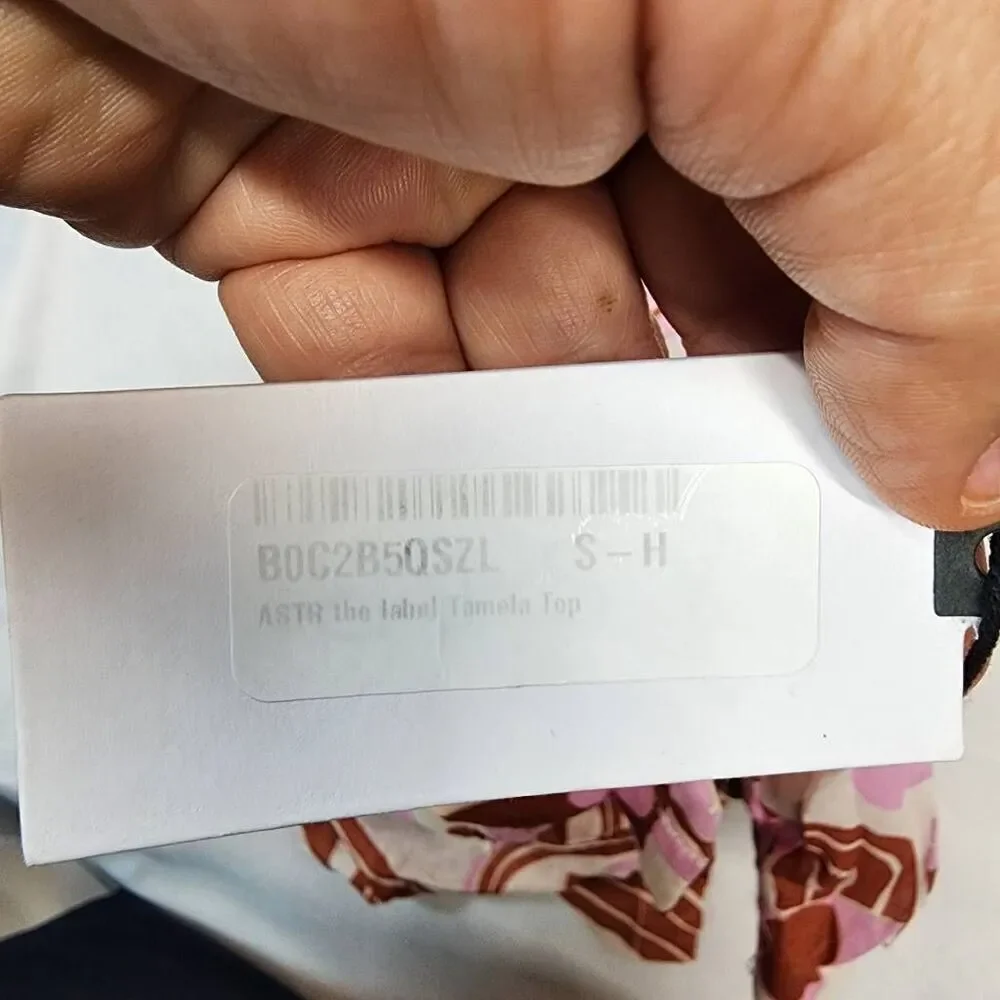 B0C2B5QSZL S-H
ASTR the label Tamela Top